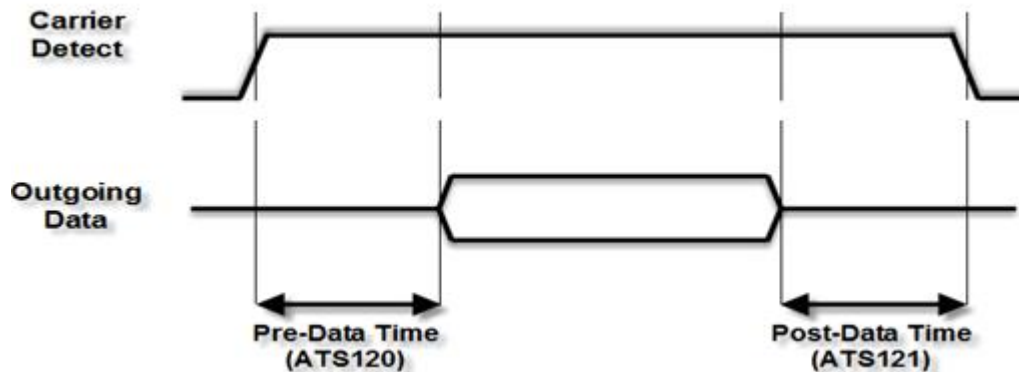 Carrier
Detect
Outgoing
Data
Pre-Data Time
(ATS120)
Post-Data Time
(ATS121)